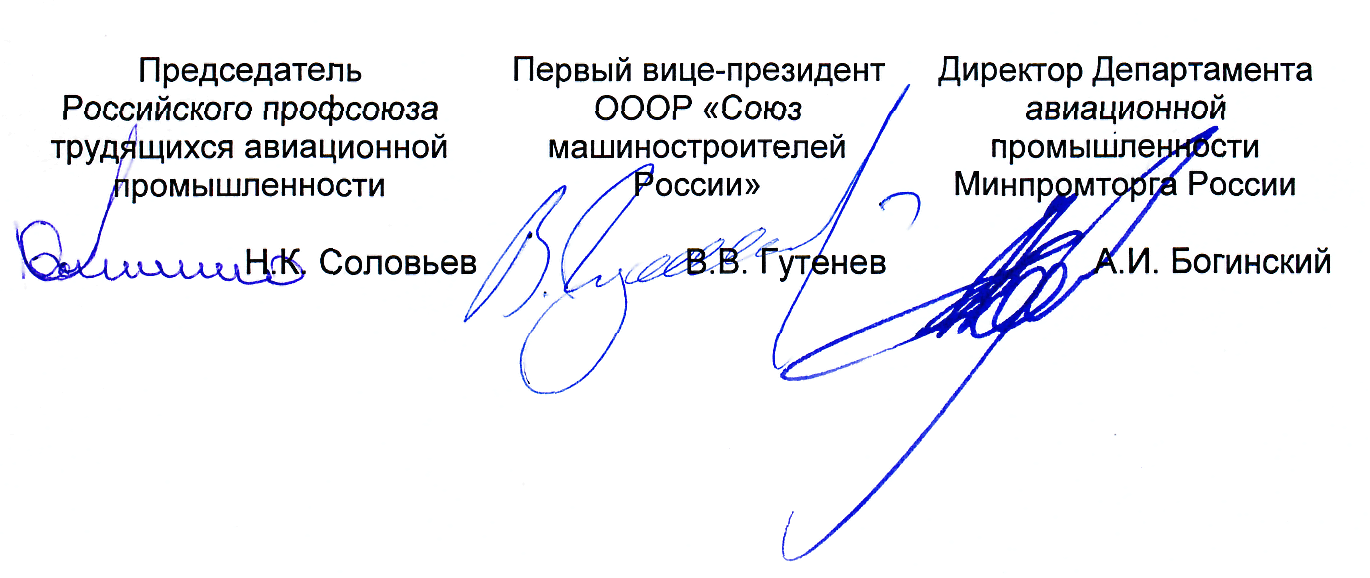 Председатель
Российского профсоюза
трудящихся авиационной
промышленности
Н.К. Соловьев
Первый вице-президент
ОООР «Союз
машиностроителей
России»
В.В. Гутенев
Директор Департамента
авиационной
промышленности
Минпромторга России
А.И. Богинский